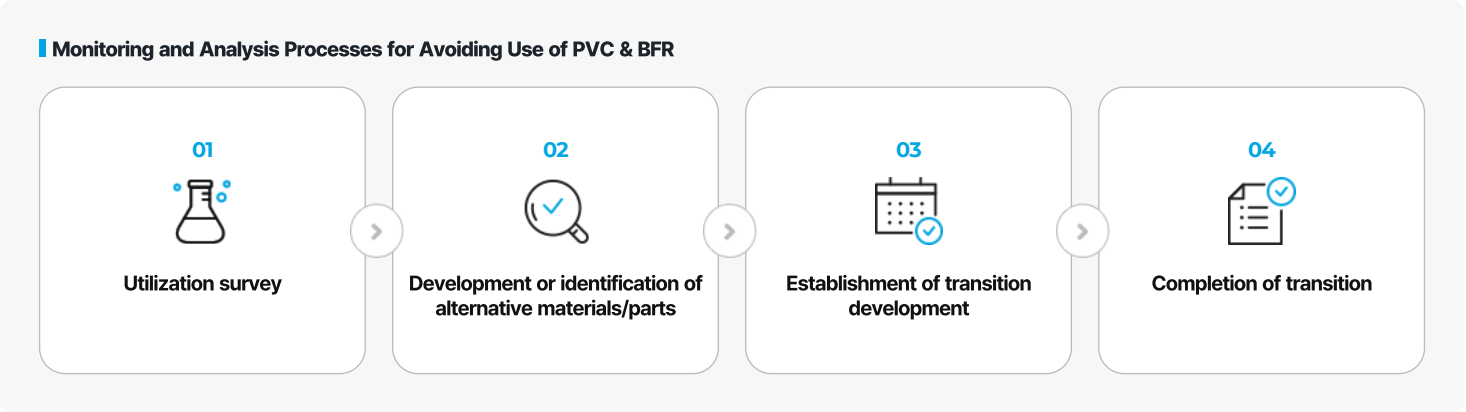 Monitoring and Analysis Processes for Avoiding Use of PVC & BFR
01
Utilization survey
02
Development or identification of
alternative materials/parts
03
Establishment of transition
development
04
Completion of transition